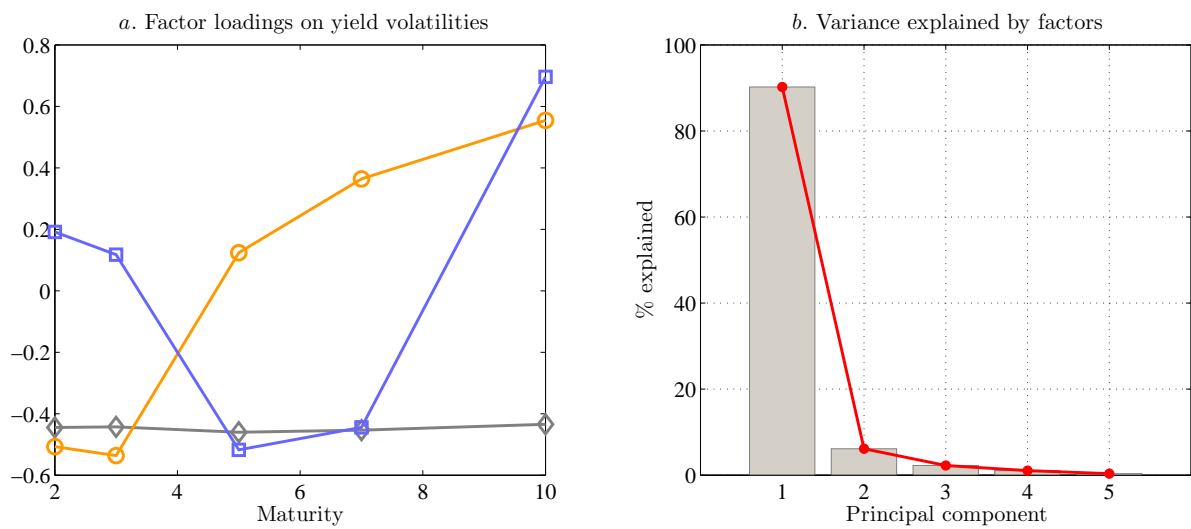 a. Factor loadings on yield volatilities
0.8
0.6
0.4
0.2
0
−0.2
−0.4
−0.6
2 4 6 8 10
Maturity
b. Variance explained by factors
100
80
60
40
20
0
% explained
1 2 3 4 5
Principal component